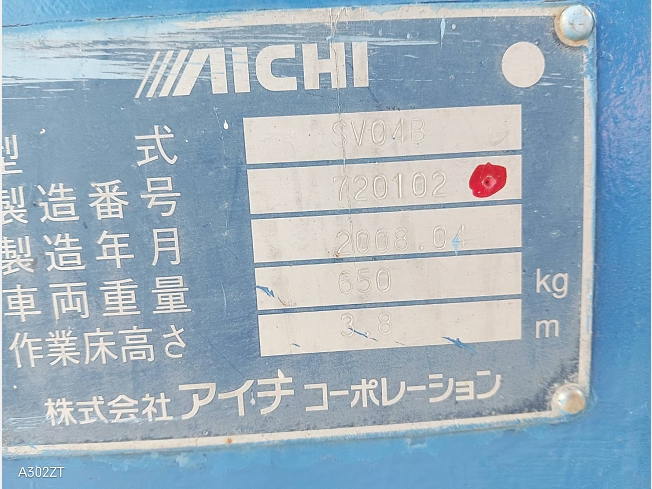 AICHI
型式 SV04B
製造番号 720102
製造年月 2008.04
車両重量 650 kg
作業床高さ 3.8 m
株式会社アイチコーポレーション
A302ZT